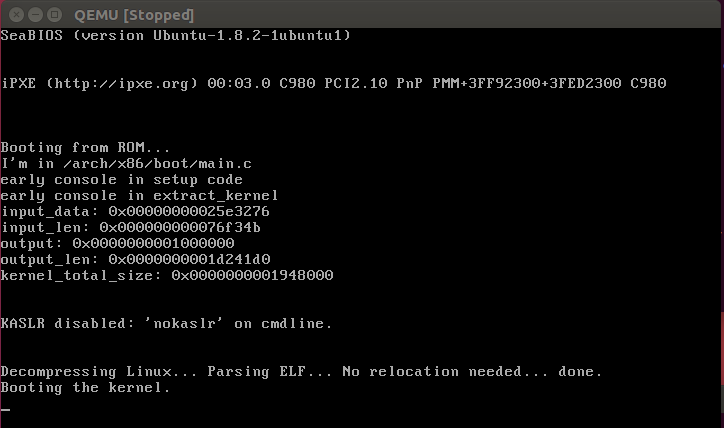 QEMU [Stopped]
SeaBIOS (version Ubuntu-1.8.2-1ubuntu1)
iPXE (http://ipxe.org) 00:03.0 C980 PCI2.10 PnP PMM+3FF92300+3FED2300 C980
Booting from ROM...
I'm in /arch/x86/boot/main.c
early console in setup code
early console in extract_kernel
input_data: 0x00000000025e3276
input_len: 0x000000000076f34b
output: 0x0000000001000000
output_len: 0x0000000001d241d0
kernel_total_size: 0x0000000001948000
KASLR disabled: 'nokaslr' on cmdline.
Decompressing Linux... Parsing ELF... No relocation needed... done.
Booting the kernel.